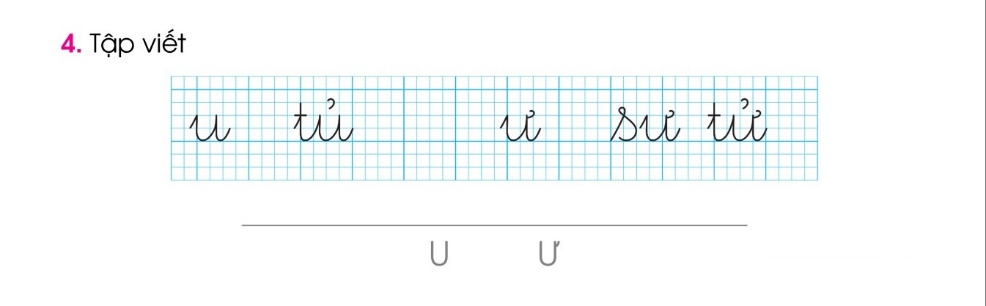 4. Tập viết
u tủ ư sư tử
U Ư